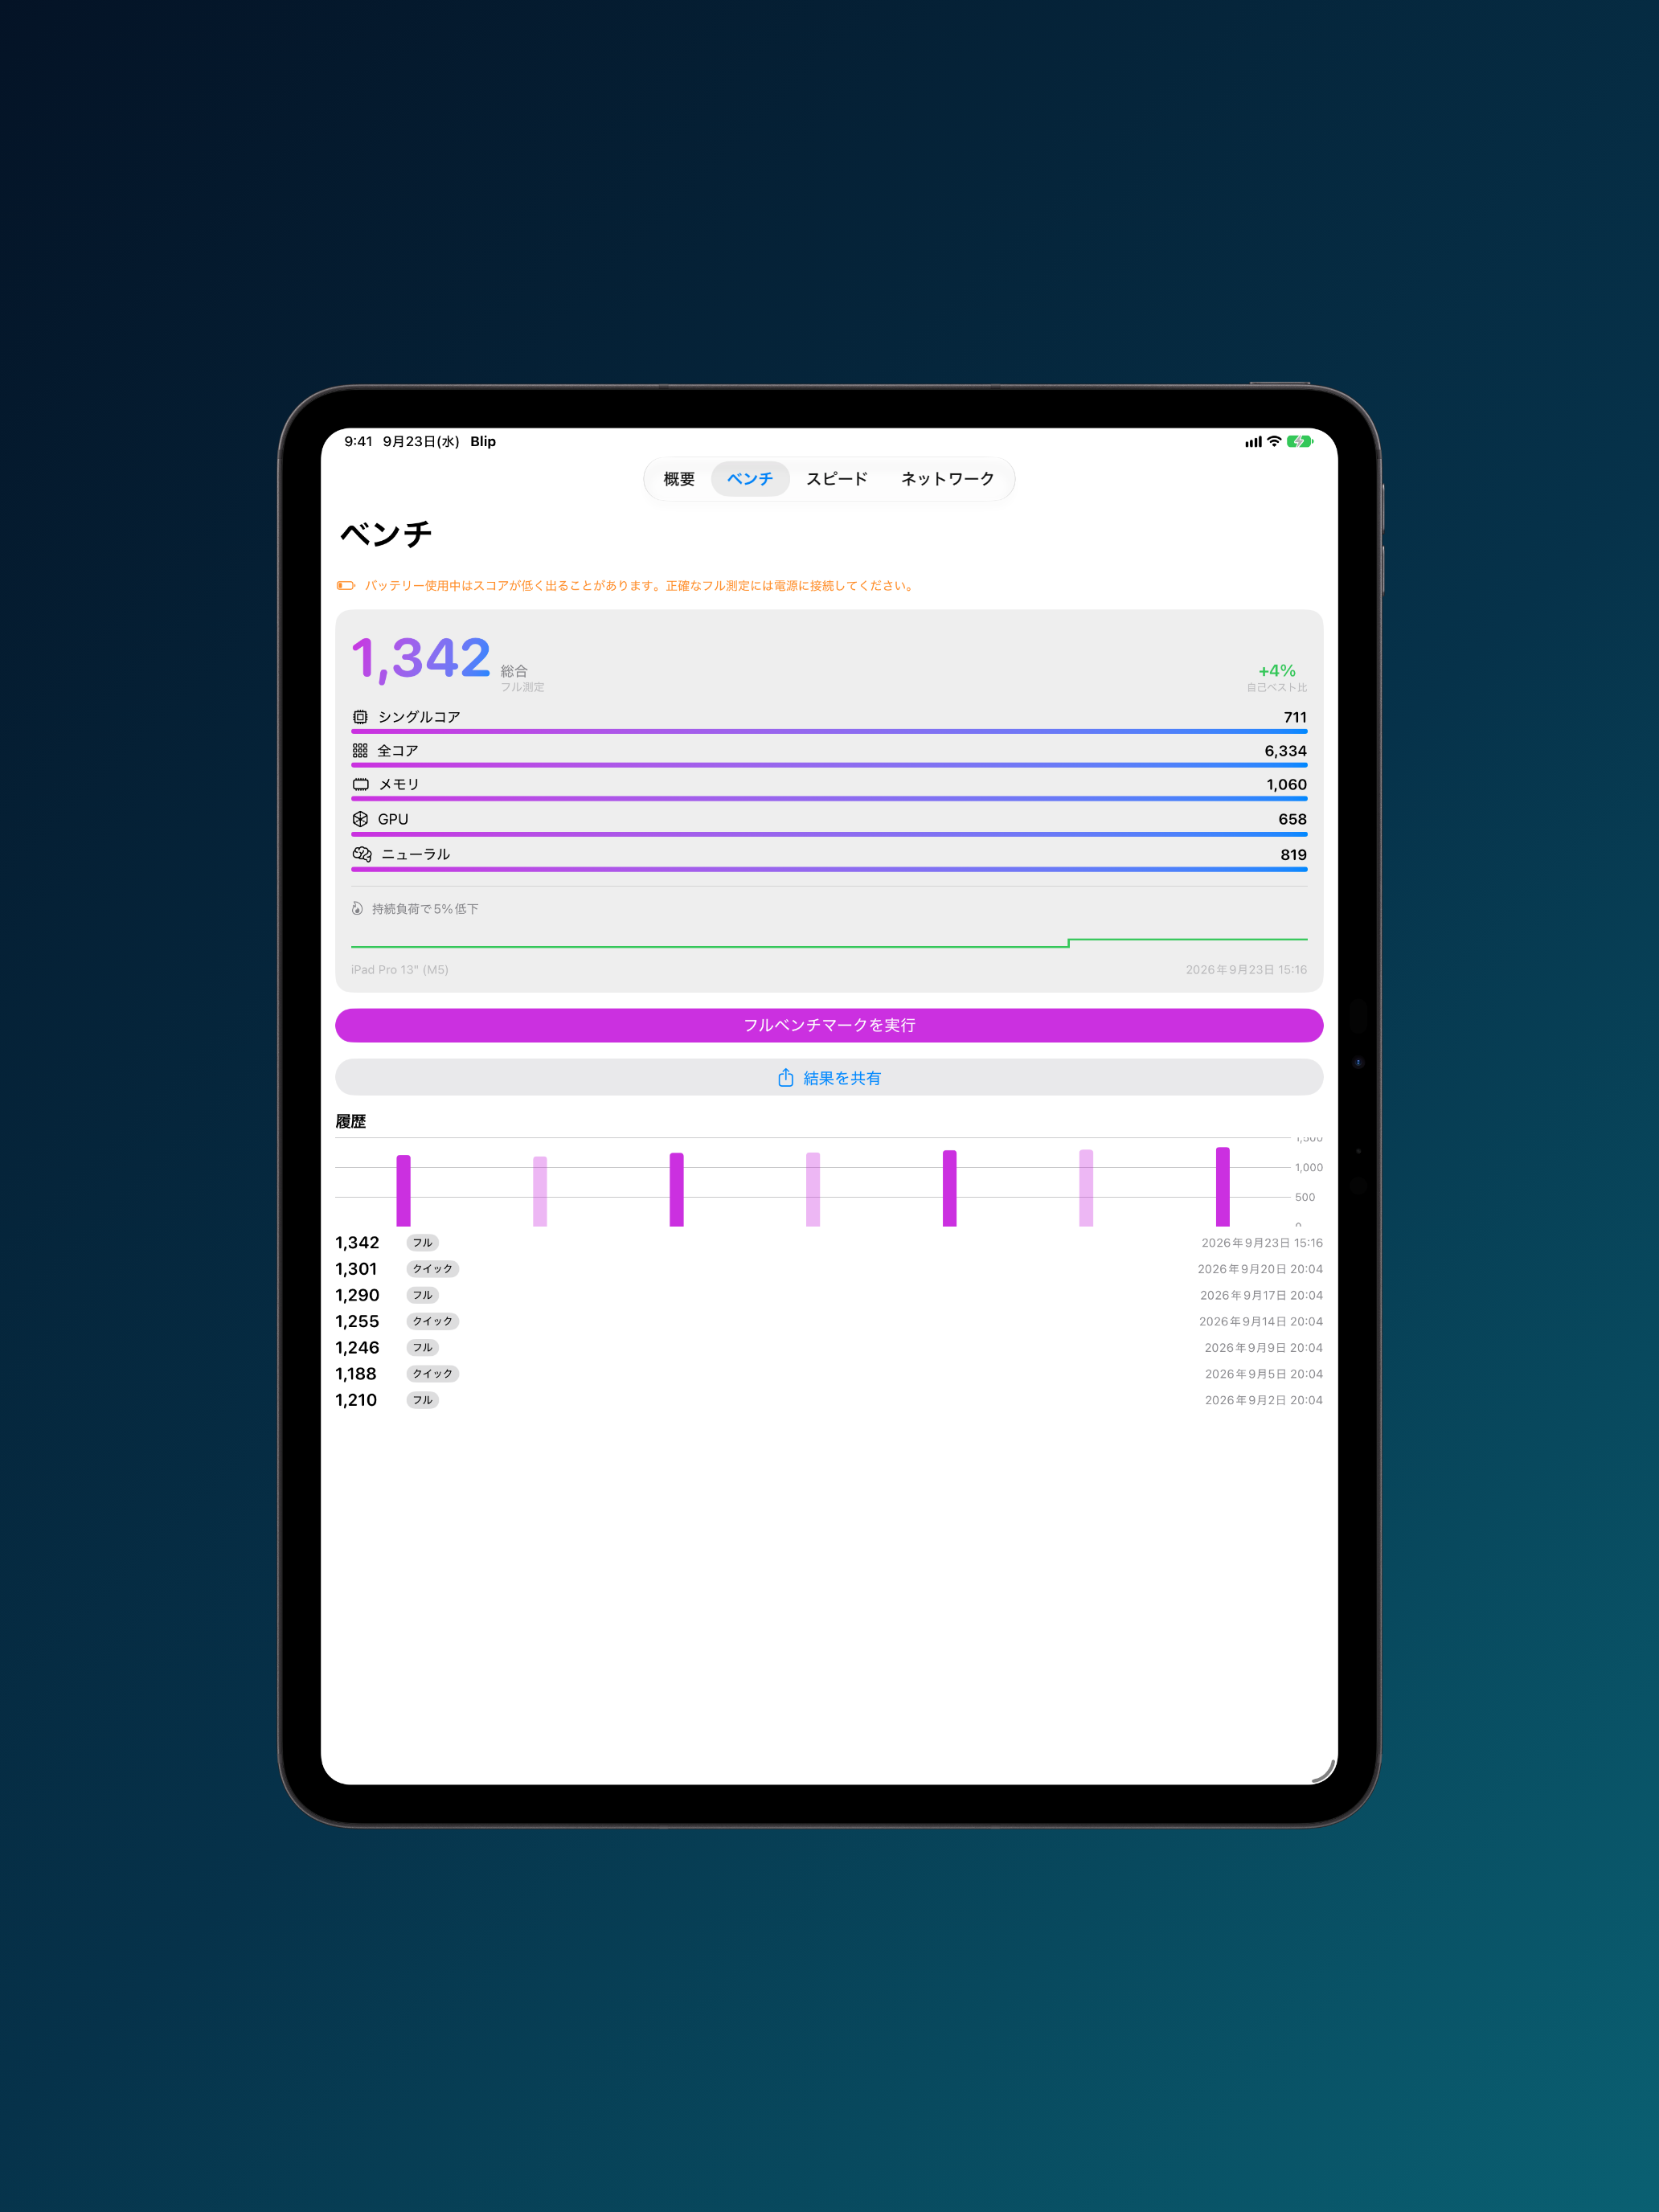 9:41 9月23日(水) Blip
概要 ベンチ スピード ネットワーク
ベンチ
バッテリー使用中はスコアが低く出ることがあります。正確なフル測定には電源に接続してください。
1,342 総合 +4%
フル測定 自己ベスト比
シングルコア 711
全コア 6,334
メモリ 1,060
GPU 658
ニューラル 819
持続負荷で5%低下
iPad Pro 13" (M5) 2026年9月23日 15:16
フルベンチマークを実行
結果を共有
履歴
1,500
1,000
500
0
1,342 フル 2026年9月23日 15:16
1,301 クイック 2026年9月20日 20:04
1,290 フル 2026年9月17日 20:04
1,255 クイック 2026年9月14日 20:04
1,246 フル 2026年9月9日 20:04
1,188 クイック 2026年9月5日 20:04
1,210 フル 2026年9月2日 20:04